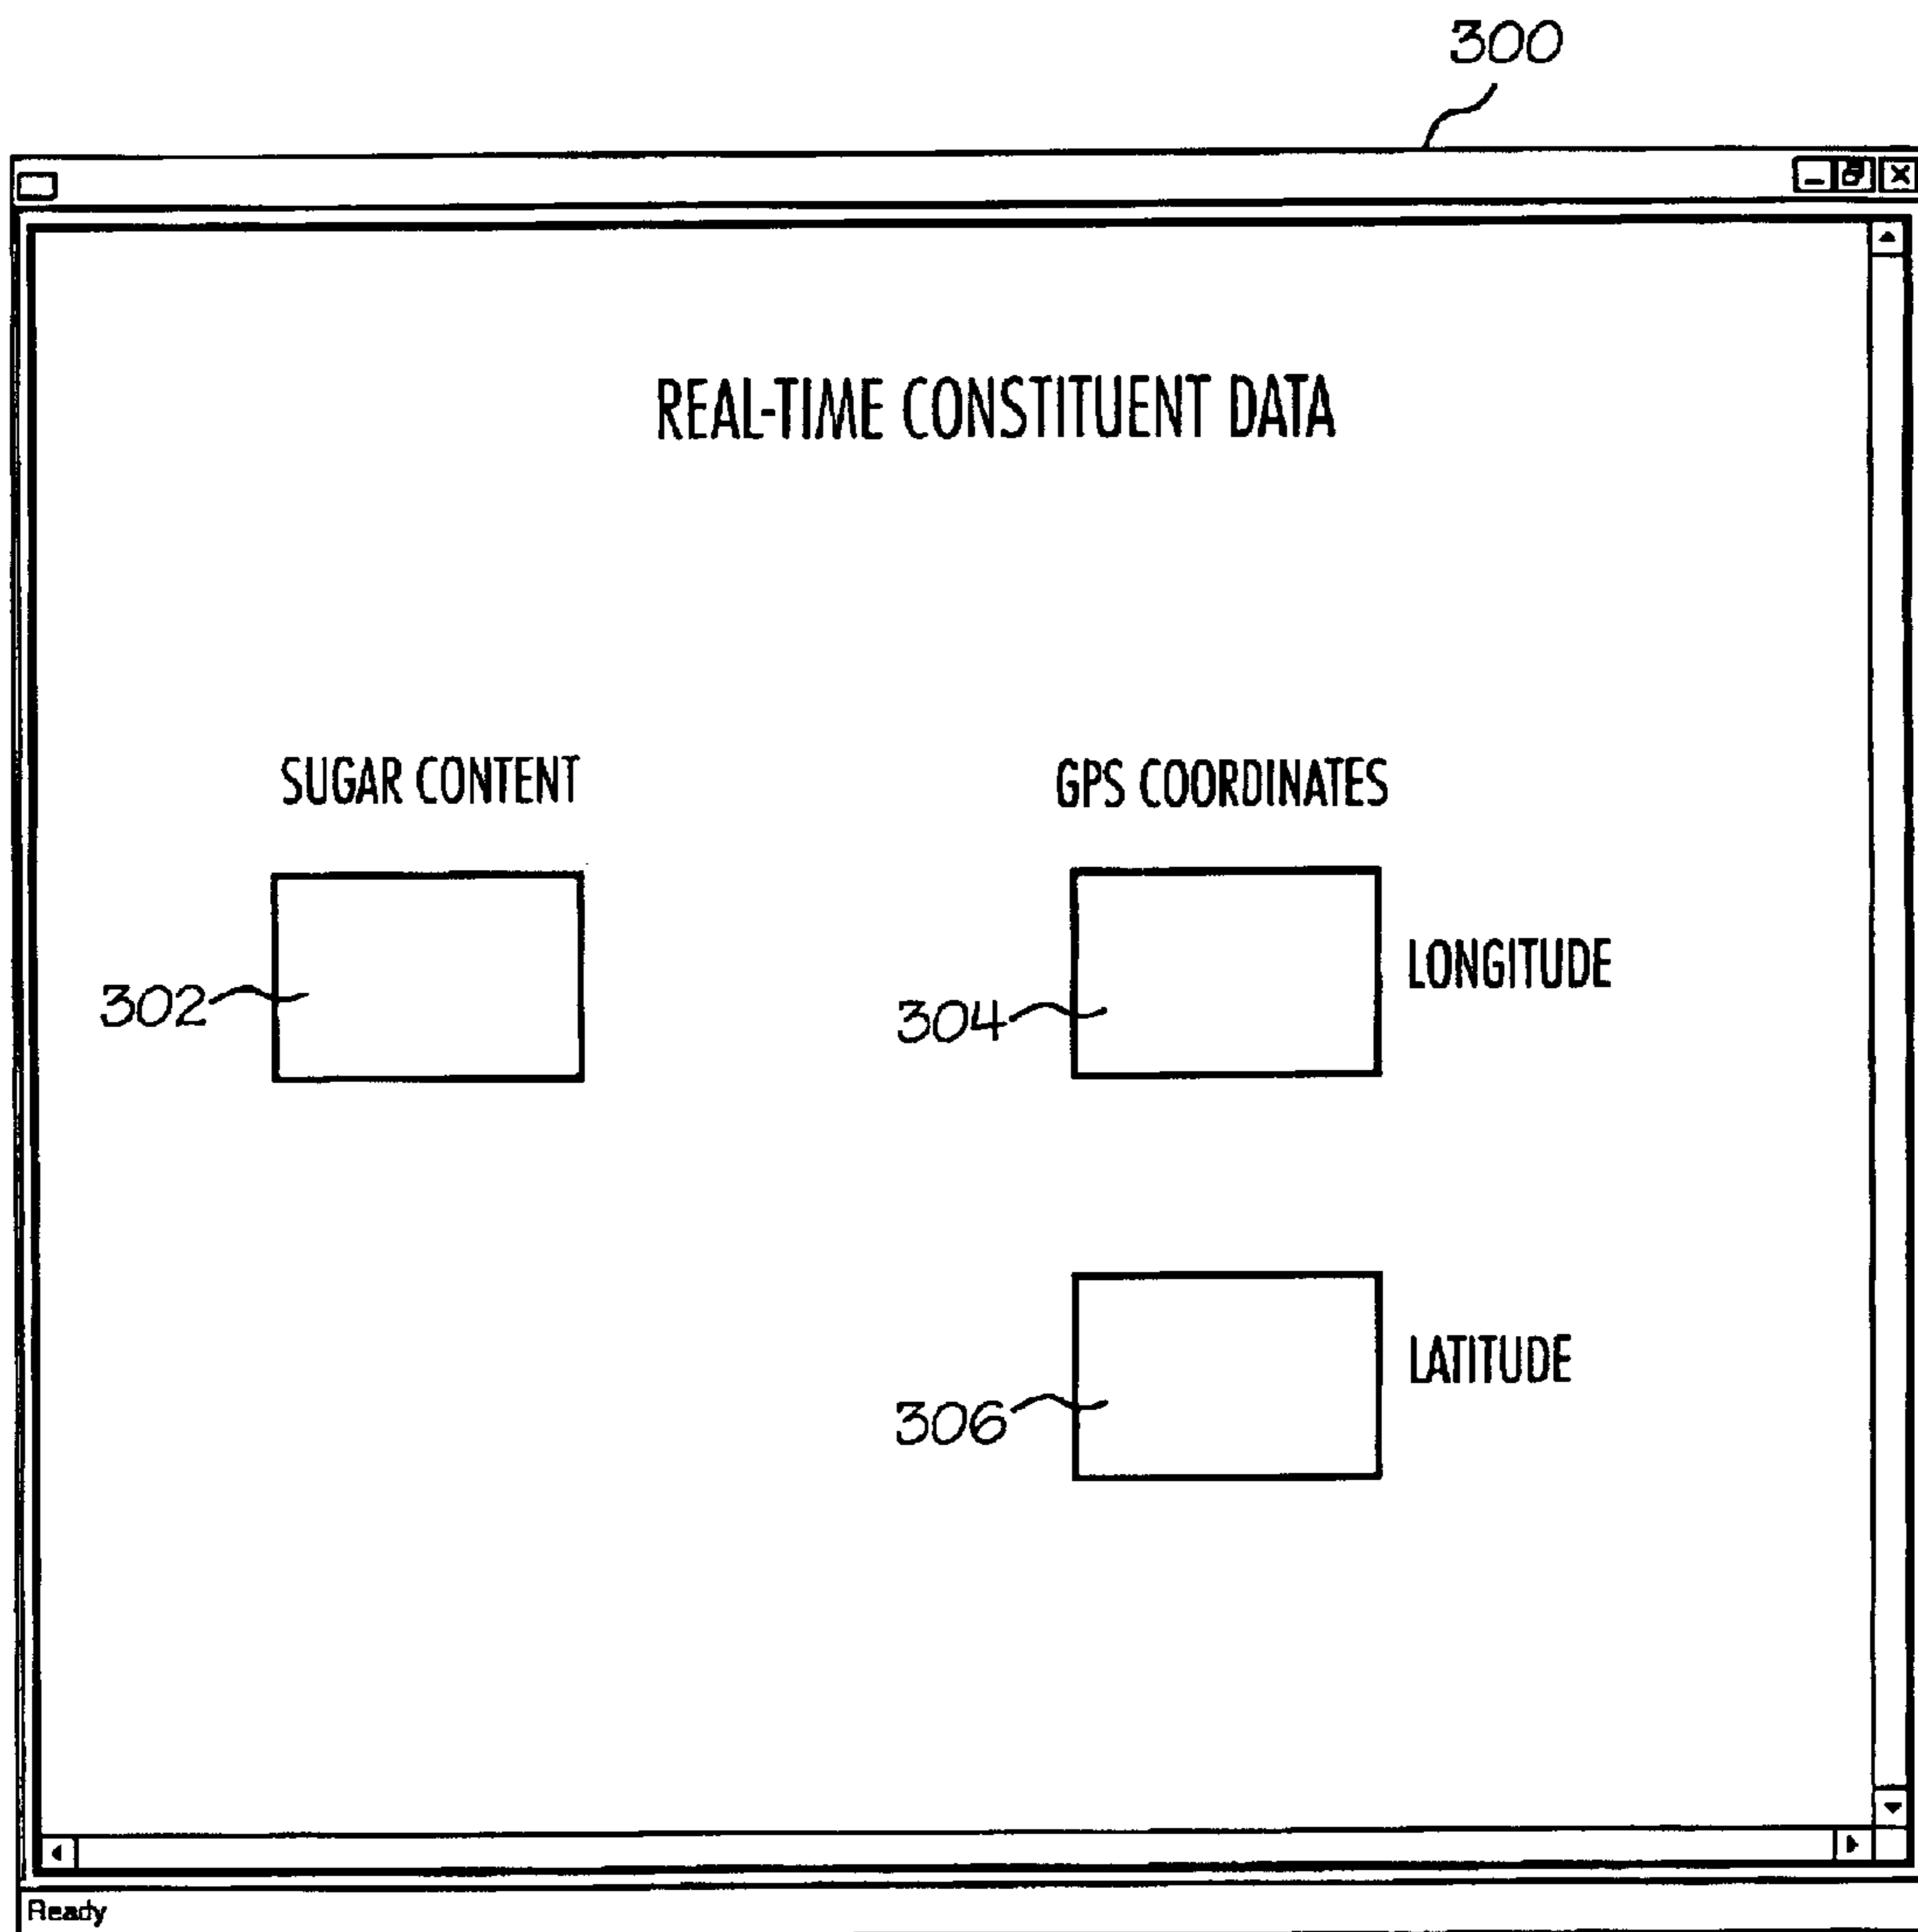 300
REAL-TIME CONSTITUENT DATA
SUGAR CONTENT
GPS COORDINATES
302
304
LONGITUDE
306
LATITUDE
Ready